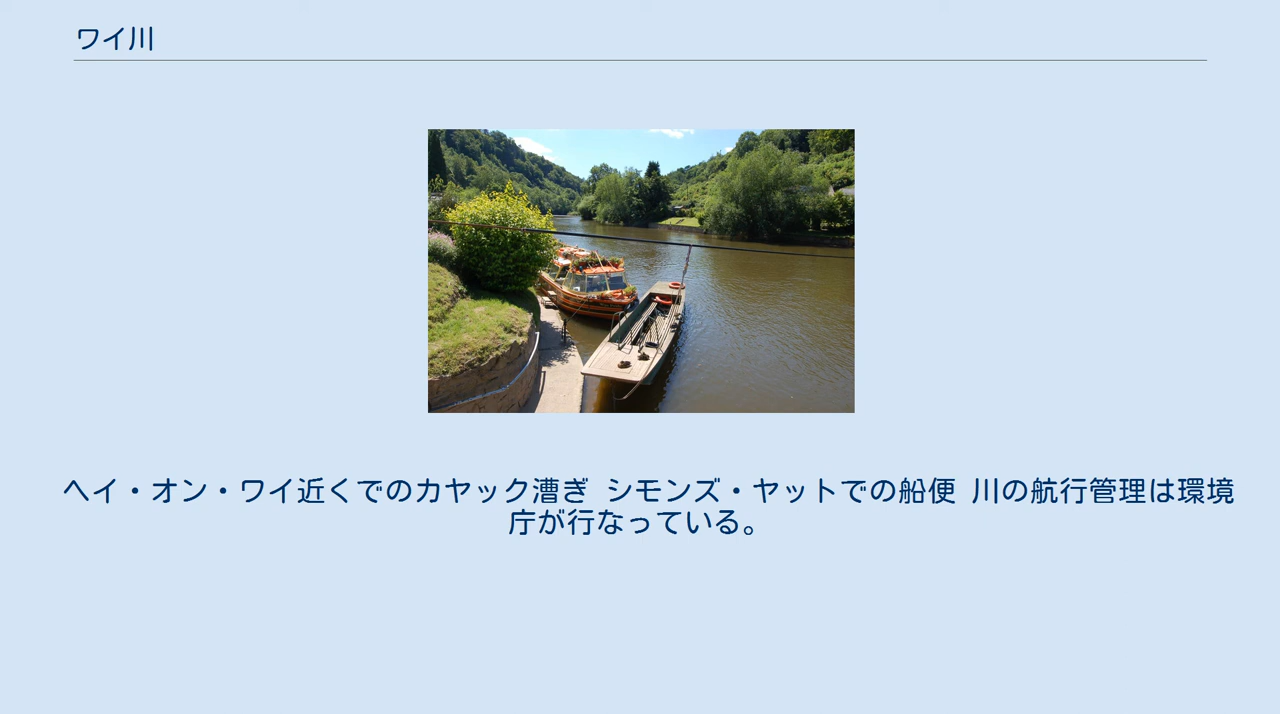 ワイ川
ヘイ・オン・ワイ近くでのカヤック漕ぎ シモンズ・ヤットでの船便 川の航行管理は環境
庁が行なっている。